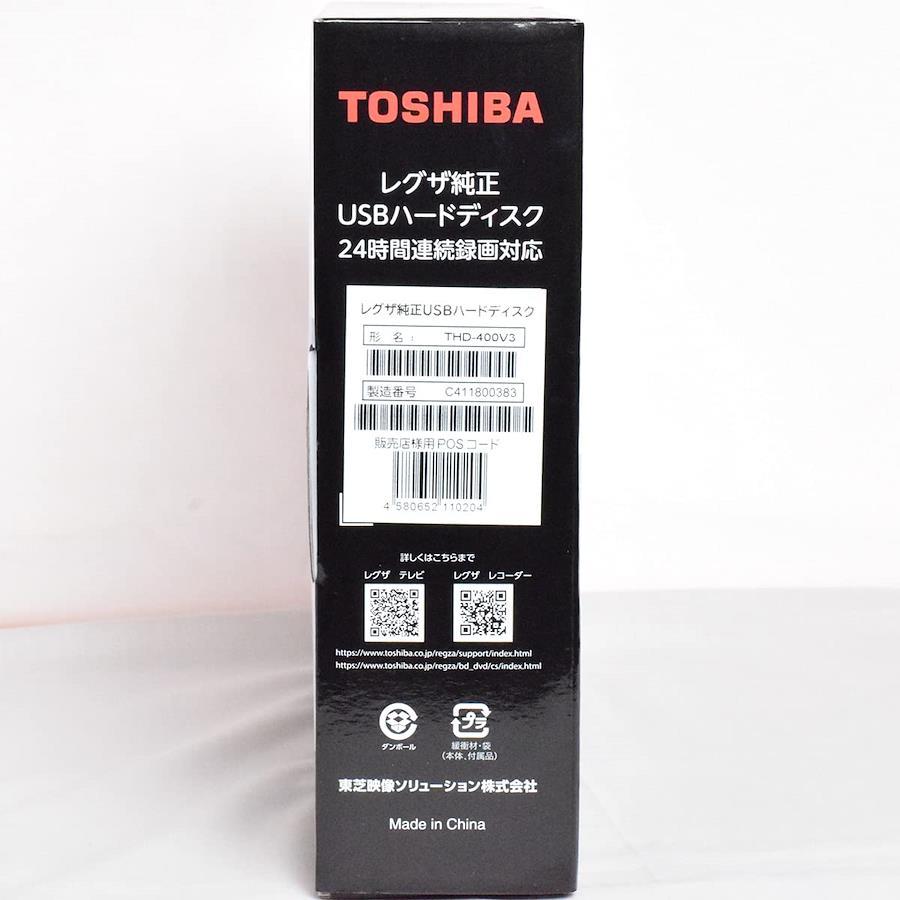 TOSHIBA
レグザ純正
USBハードディスク
24時間連続録画対応
レグザ純正USBハードディスク
形 名: THD-400V3
製造番号 C411800383
販売店様用POSコード
4 580652 110204
詳しくはこちらまで
レグザ テレビ レグザ レコーダー
https://www.toshiba.co.jp/regza/support/index.html
https://www.toshiba.co.jp/regza/bd_dvd/cs/index.html
プラ
ダンボール 緩衝材・袋
(本体、付属品)
東芝映像ソリューション株式会社
Made in China